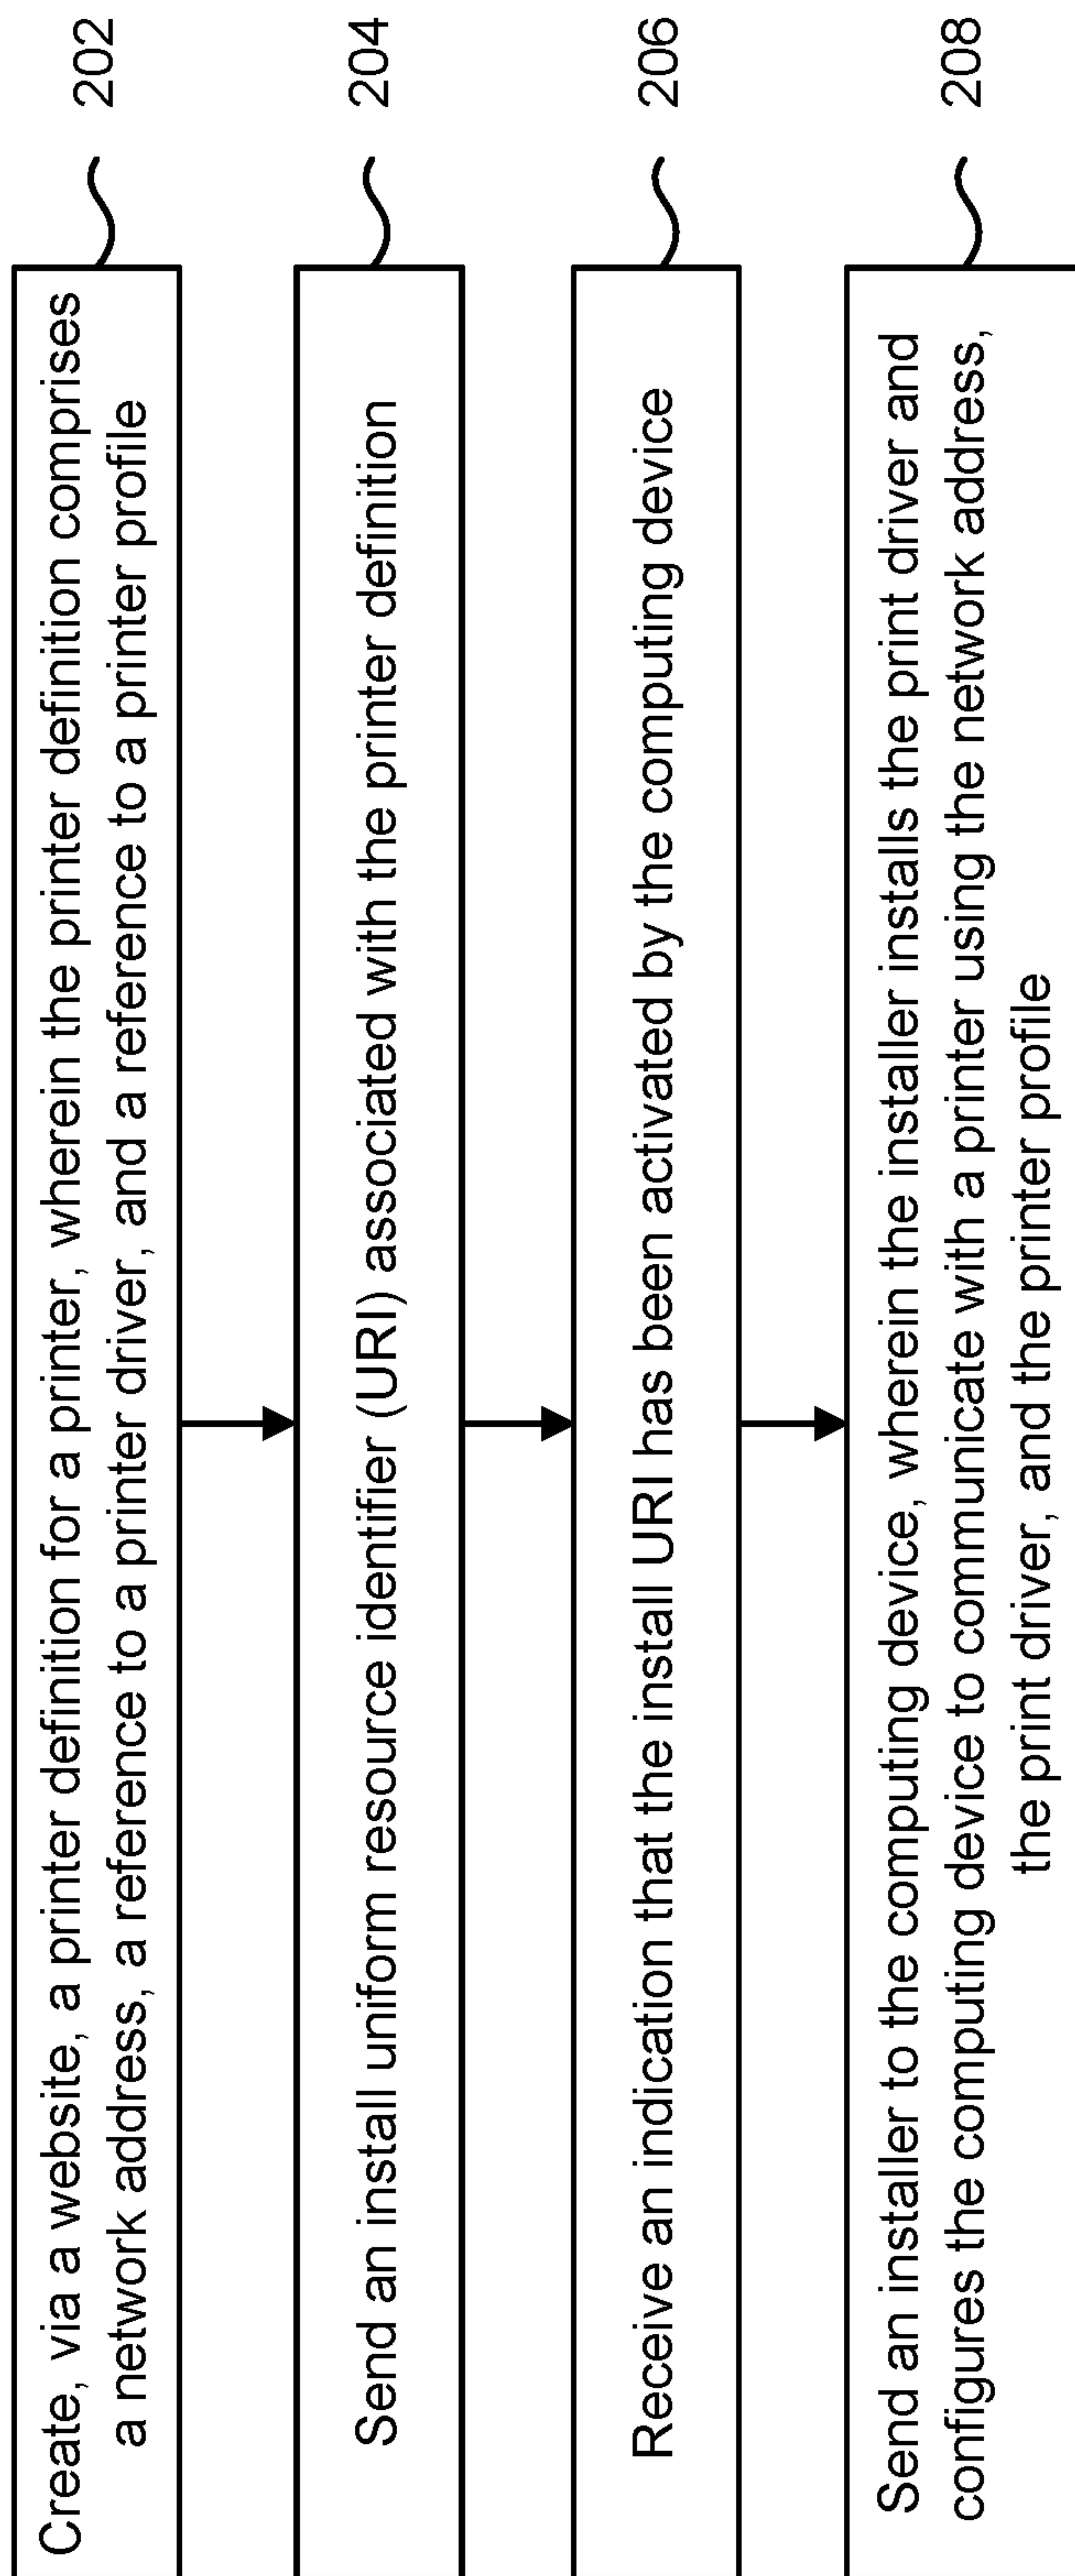 Create, via a website, a printer definition for a printer, wherein the printer definition comprises
a network address, a reference to a printer driver, and a reference to a printer profile
202
Send an install uniform resource identifier (URI) associated with the printer definition
204
Receive an indication that the install URI has been activated by the computing device
206
Send an installer to the computing device, wherein the installer installs the print driver and
configures the computing device to communicate with a printer using the network address,
the print driver, and the printer profile
208